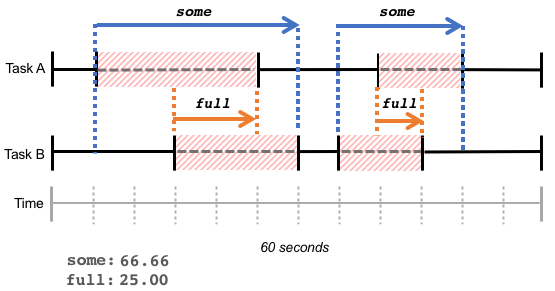 some some
Task A
full full
Task B
Time
60 seconds
some: 66.66
full: 25.00